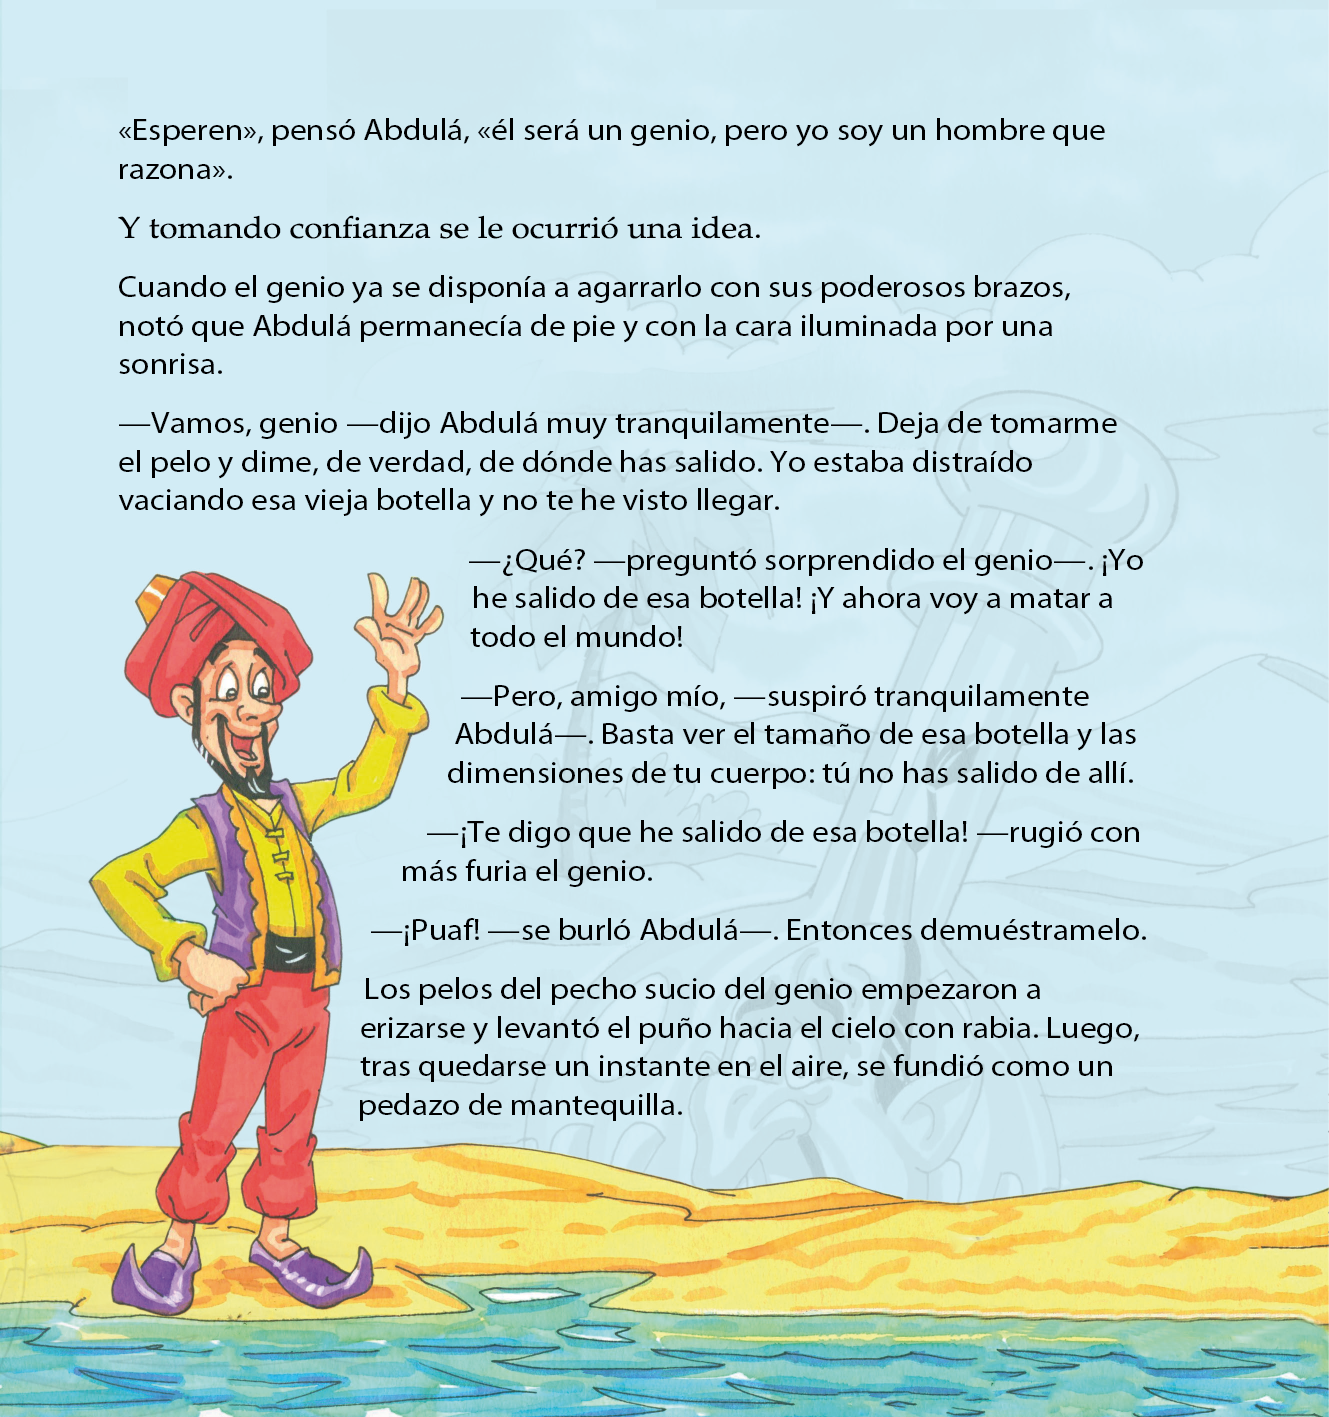 «Esperen», pensó Abdulá, «él será un genio, pero yo soy un hombre que
razona».
Y tomando confianza se le ocurrió una idea.
Cuando el genio ya se disponía a agarrarlo con sus poderosos brazos,
notó que Abdulá permanecía de pie y con la cara iluminada por una
sonrisa.
—Vamos, genio —dijo Abdulá muy tranquilamente—. Deja de tomarme
el pelo y dime, de verdad, de dónde has salido. Yo estaba distraído
vaciando esa vieja botella y no te he visto llegar.
—¿Qué? —preguntó sorprendido el genio—. ¡Yo
he salido de esa botella! ¡Y ahora voy a matar a
todo el mundo!
—Pero, amigo mío, —suspiró tranquilamente
Abdulá—. Basta ver el tamaño de esa botella y las
dimensiones de tu cuerpo: tú no has salido de allí.
—¡Te digo que he salido de esa botella! —rugió con
más furia el genio.
—¡Puaf! —se burló Abdulá—. Entonces demuéstramelo.
Los pelos del pecho sucio del genio empezaron a
erizarse y levantó el puño hacia el cielo con rabia. Luego,
tras quedarse un instante en el aire, se fundió como un
pedazo de mantequilla.